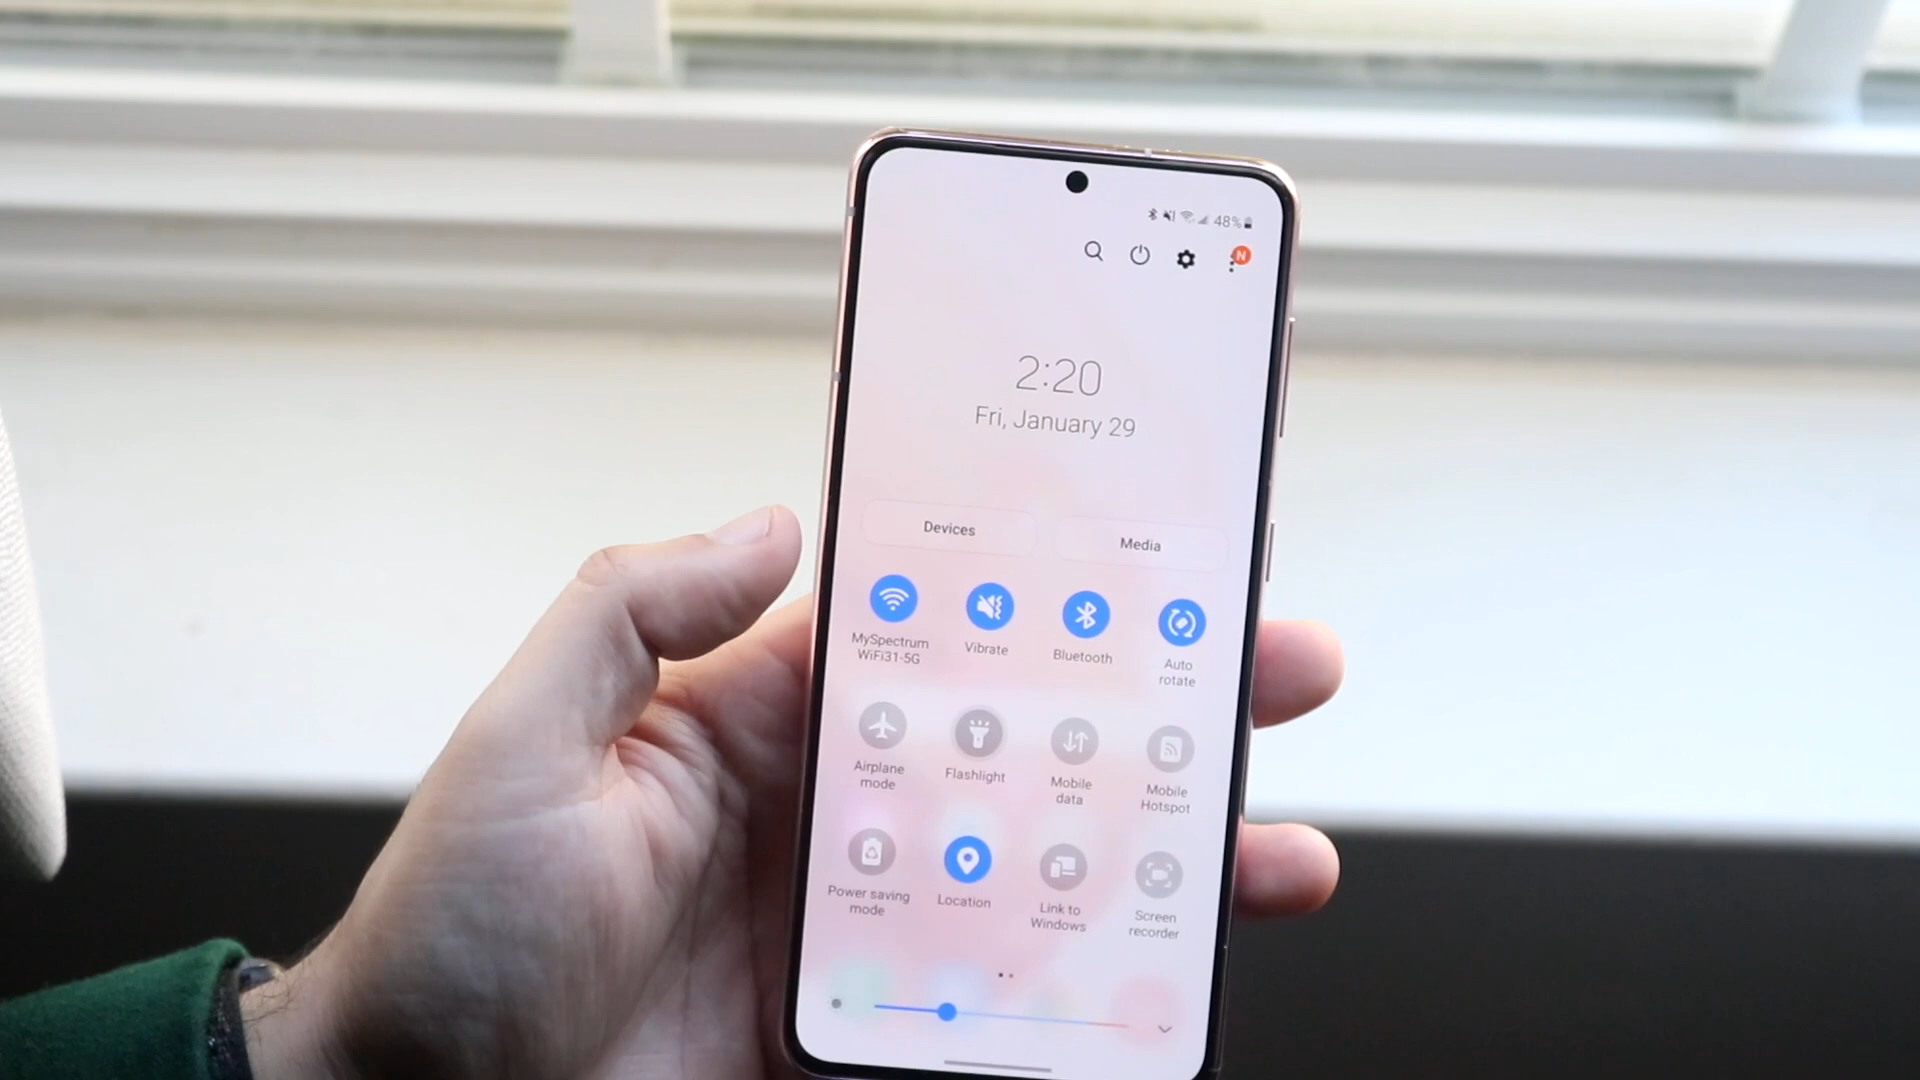 48%
N
2:20
Fri, January 29
Devices
Media
MySpectrum
WiFi31-5G
Vibrate
Bluetooth
Auto
rotate
Airplane
mode
Flashlight
Mobile
data
Mobile
Hotspot
Power saving
mode
Location
Link to
Windows
Screen
recorder